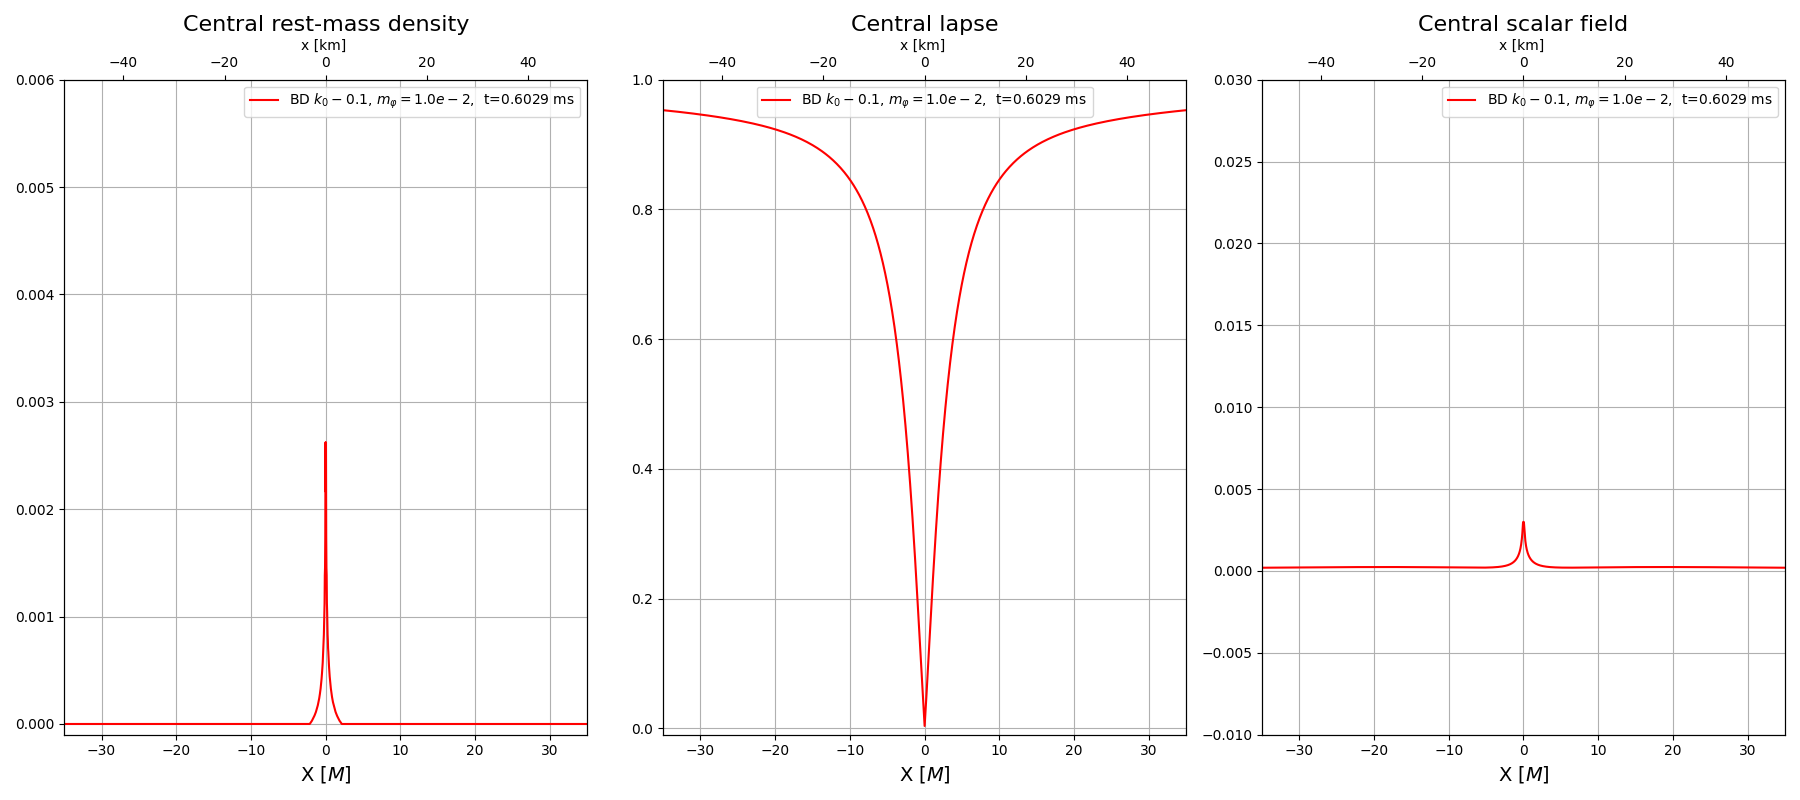 Central rest-mass density
x [km]
−40 −20 0 20 40
BD k₀ − 0.1, mᵩ = 1.0e − 2, t=0.6029 ms
0.006
0.005
0.004
0.003
0.002
0.001
0.000
−30 −20 −10 0 10 20 30
X [M]
Central lapse
x [km]
−40 −20 0 20 40
BD k₀ − 0.1, mᵩ = 1.0e − 2, t=0.6029 ms
1.0
0.8
0.6
0.4
0.2
0.0
−30 −20 −10 0 10 20 30
X [M]
Central scalar field
x [km]
−40 −20 0 20 40
BD k₀ − 0.1, mᵩ = 1.0e − 2, t=0.6029 ms
0.030
0.025
0.020
0.015
0.010
0.005
0.000
−0.005
−0.010
−30 −20 −10 0 10 20 30
X [M]